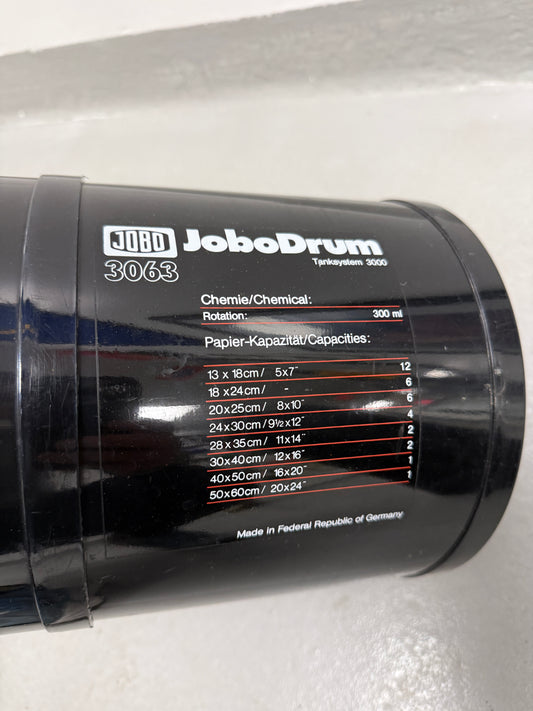 JOBO JoboDrum
3063 Tanksystem 3000
Chemie/Chemical:
Rotation: 300 ml
Papier-Kapazität/Capacities:
13 x 18cm / 5x7" 12
18 x 24cm / - 6
20x25cm / 8x10" 6
24x30cm / 9½x12" 4
28x35cm / 11x14" 2
30x40cm / 12x16" 2
40x50cm / 16x20" 1
50x60cm / 20x24" 1
Made in Federal Republic of Germany